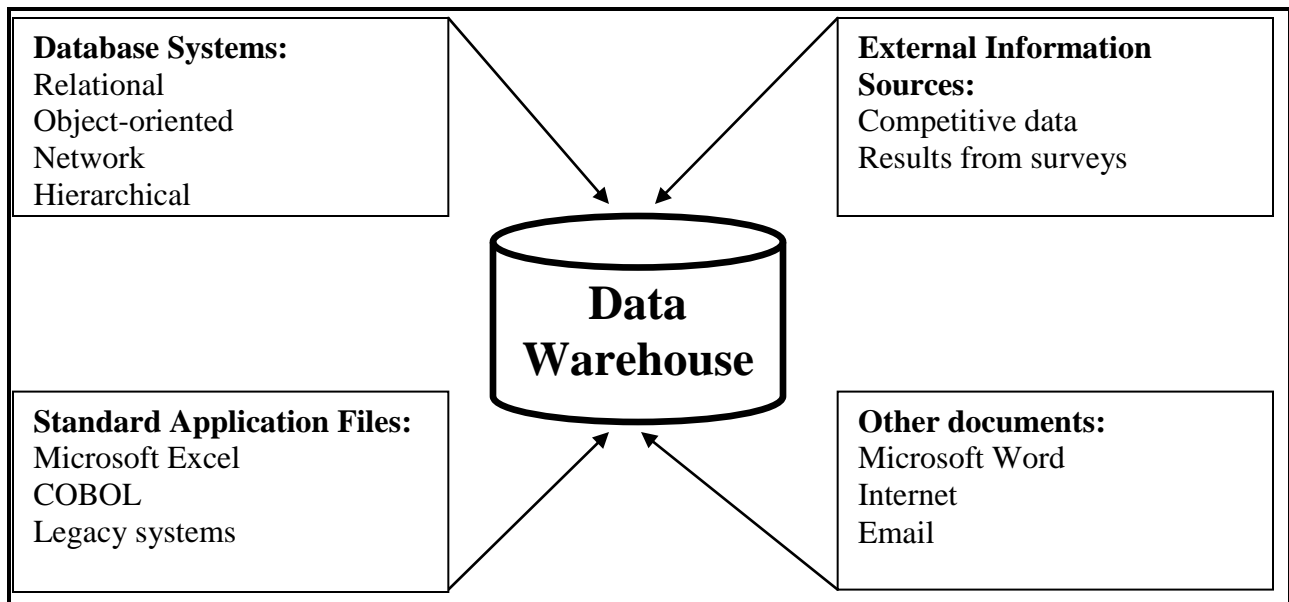 Database Systems:
Relational
Object-oriented
Network
Hierarchical
External Information
Sources:
Competitive data
Results from surveys
Data
Warehouse
Standard Application Files:
Microsoft Excel
COBOL
Legacy systems
Other documents:
Microsoft Word
Internet
Email